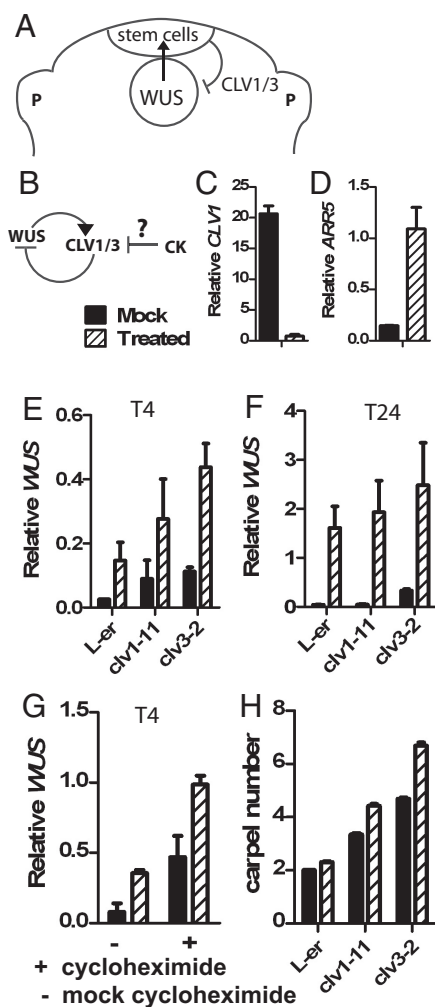 A
stem cells
WUS
CLV1/3
P
P
B
WUS
CLV1/3
?
CK
Mock
Treated
C
Relative CLV1
25
20
15
10
5
0
D
Relative ARR5
1.5
1.0
0.5
0.0
E
T4
Relative WUS
0.6
0.4
0.2
0.0
L-er
clv1-11
clv3-2
F
T24
Relative WUS
4
3
2
1
0
L-er
clv1-11
clv3-2
G
T4
Relative WUS
1.5
1.0
0.5
0.0
- +
+ cycloheximide
- mock cycloheximide
H
carpel number
8
6
4
2
0
L-er
clv1-11
clv3-2